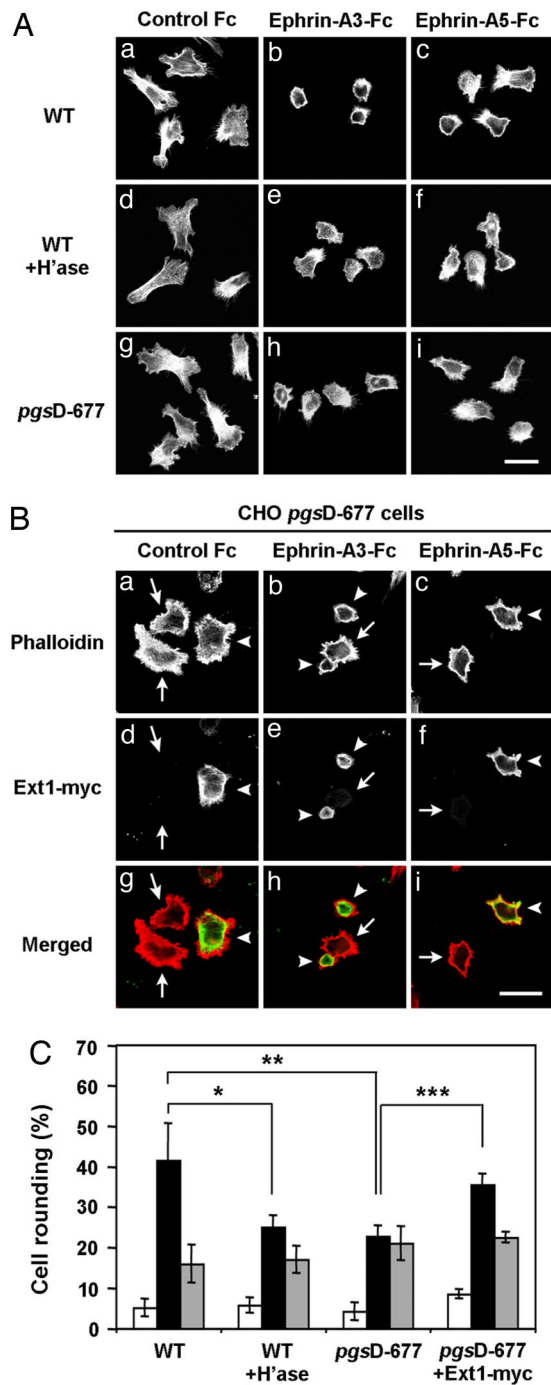 A
Control Fc Ephrin-A3-Fc Ephrin-A5-Fc
WT
a b c
WT
+H'ase
d e f
pgsD-677
g h i
B
CHO pgsD-677 cells
Control Fc Ephrin-A3-Fc Ephrin-A5-Fc
Phalloidin
a b c
Ext1-myc
d e f
Merged
g h i
C
Cell rounding (%)
70
60
50
40
30
20
10
0
**
* ***
WT WT +H'ase pgsD-677 pgsD-677 +Ext1-myc